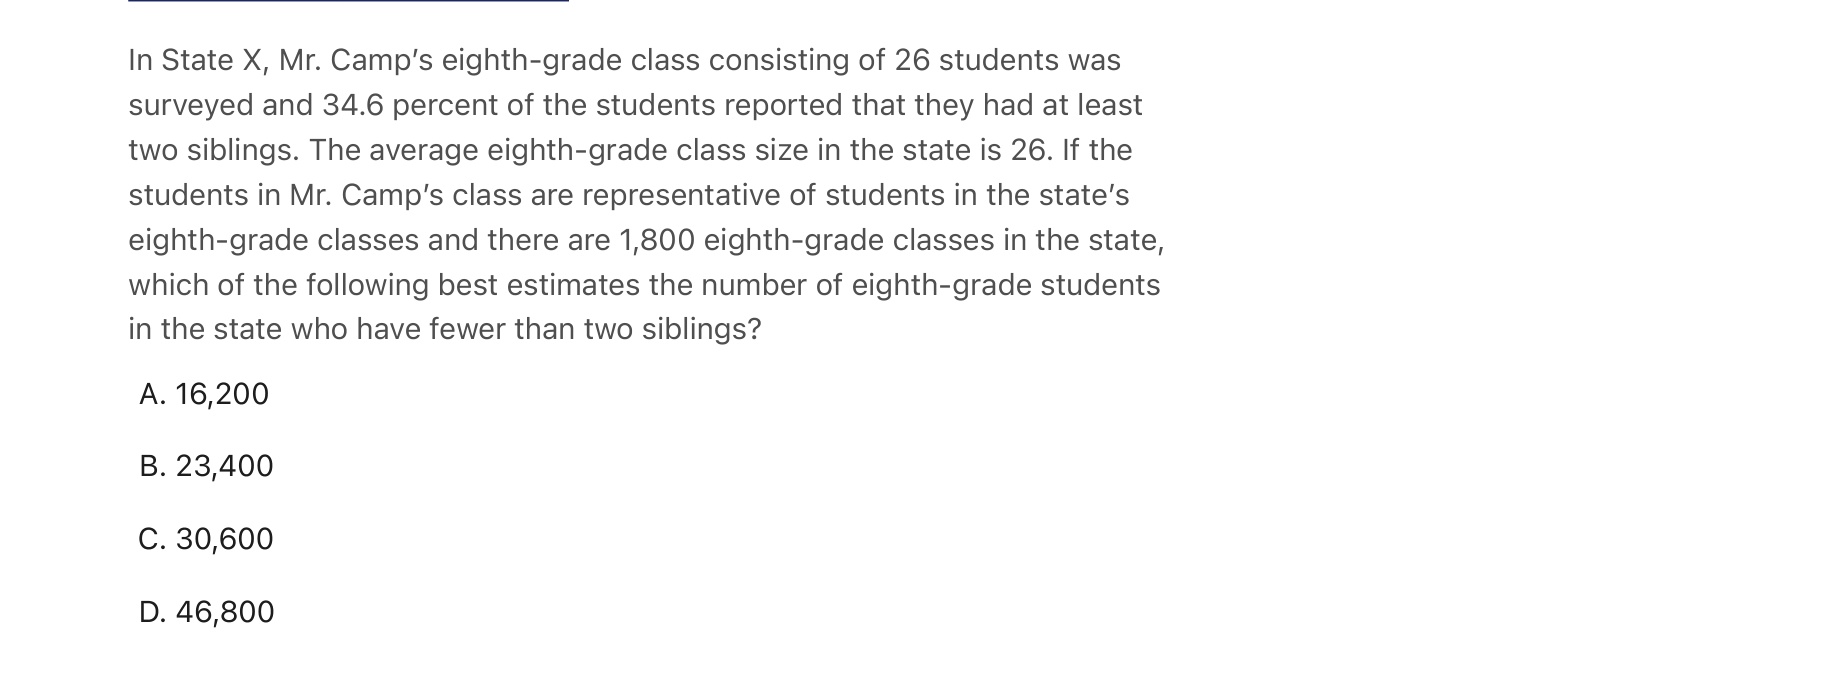 In State X, Mr. Camp’s eighth-grade class consisting of 26 students was
surveyed and 34.6 percent of the students reported that they had at least
two siblings. The average eighth-grade class size in the state is 26. If the
students in Mr. Camp’s class are representative of students in the state’s
eighth-grade classes and there are 1,800 eighth-grade classes in the state,
which of the following best estimates the number of eighth-grade students
in the state who have fewer than two siblings?
A. 16,200
B. 23,400
C. 30,600
D. 46,800